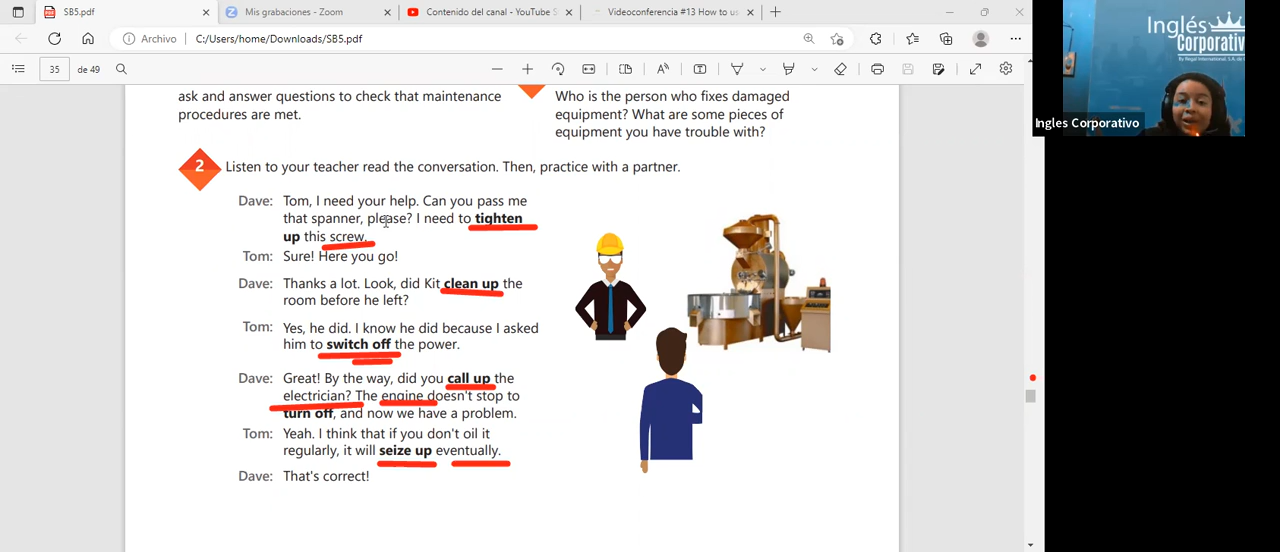 SB5.pdf
Mis grabaciones - Zoom
Contenido del canal - YouTube S
Videoconferencia #13 How to us
Archivo
C:/Users/home/Downloads/SB5.pdf
35
de 49
ask and answer questions to check that maintenance
procedures are met.
Who is the person who fixes damaged
equipment? What are some pieces of
equipment you have trouble with?
2
Listen to your teacher read the conversation. Then, practice with a partner.
Dave: Tom, I need your help. Can you pass me
that spanner, please? I need to tighten
up this screw.
Tom: Sure! Here you go!
Dave: Thanks a lot. Look, did Kit clean up the
room before he left?
Tom: Yes, he did. I know he did because I asked
him to switch off the power.
Dave: Great! By the way, did you call up the
electrician? The engine doesn't stop to
turn off, and now we have a problem.
Tom: Yeah. I think that if you don't oil it
regularly, it will seize up eventually.
Dave: That's correct!
Inglés
Corporativo
Ingles Corporativo